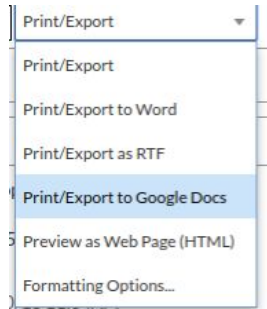 Print/Export
Print/Export
Print/Export to Word
Print/Export as RTF
Print/Export to Google Docs
Preview as Web Page (HTML)
Formatting Options...